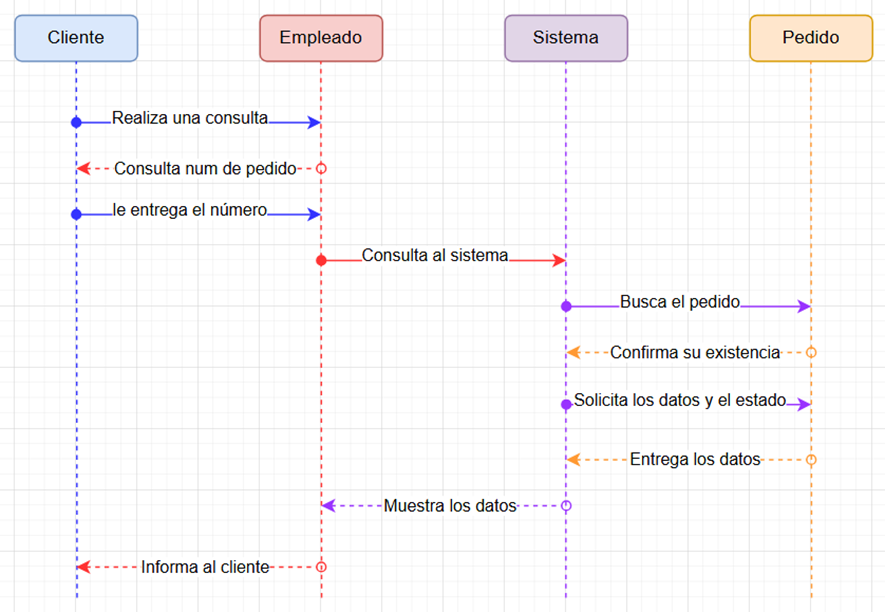 Cliente
Empleado
Sistema
Pedido
Realiza una consulta
Consulta num de pedido
le entrega el número
Consulta al sistema
Busca el pedido
Confirma su existencia
Solicita los datos y el estado
Entrega los datos
Muestra los datos
Informa al cliente